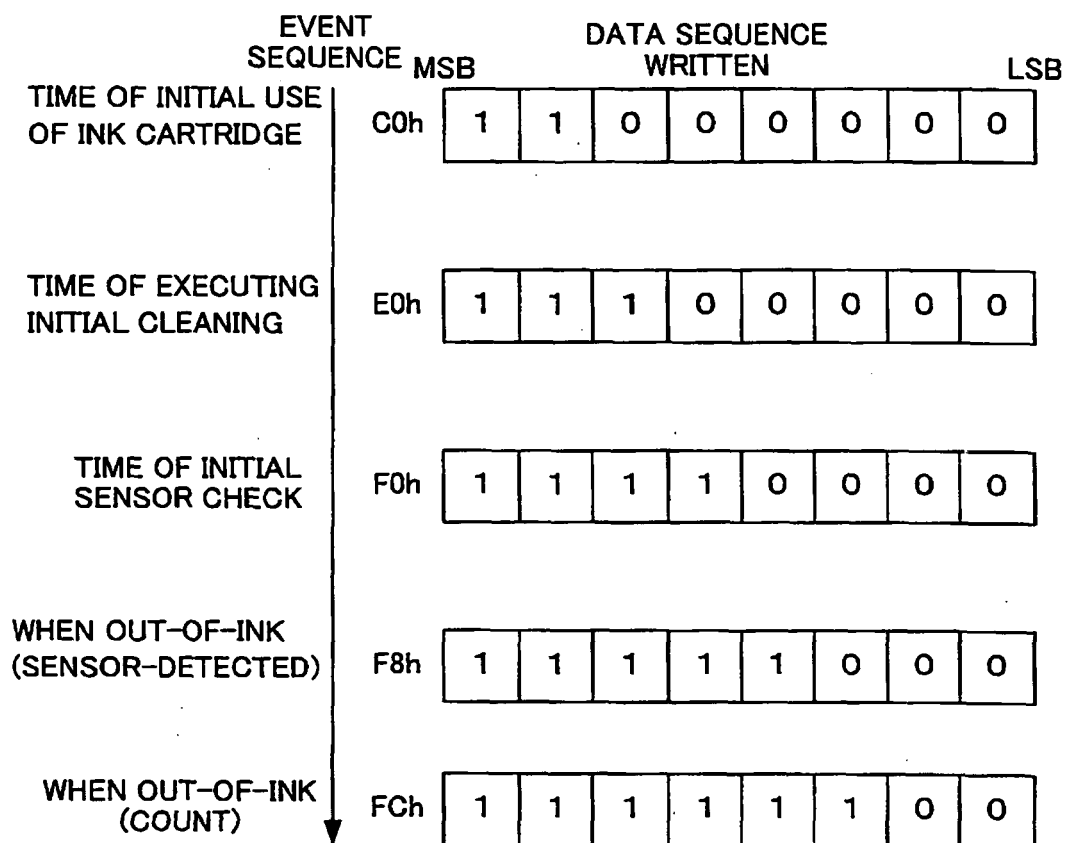 EVENT
SEQUENCE
DATA SEQUENCE
WRITTEN
MSB
LSB
TIME OF INITIAL USE
OF INK CARTRIDGE
C0h 1 1 0 0 0 0 0 0
TIME OF EXECUTING
INITIAL CLEANING
E0h 1 1 1 0 0 0 0 0
TIME OF INITIAL
SENSOR CHECK
F0h 1 1 1 1 0 0 0 0
WHEN OUT-OF-INK
(SENSOR-DETECTED)
F8h 1 1 1 1 1 0 0 0
WHEN OUT-OF-INK
(COUNT)
FCh 1 1 1 1 1 1 0 0